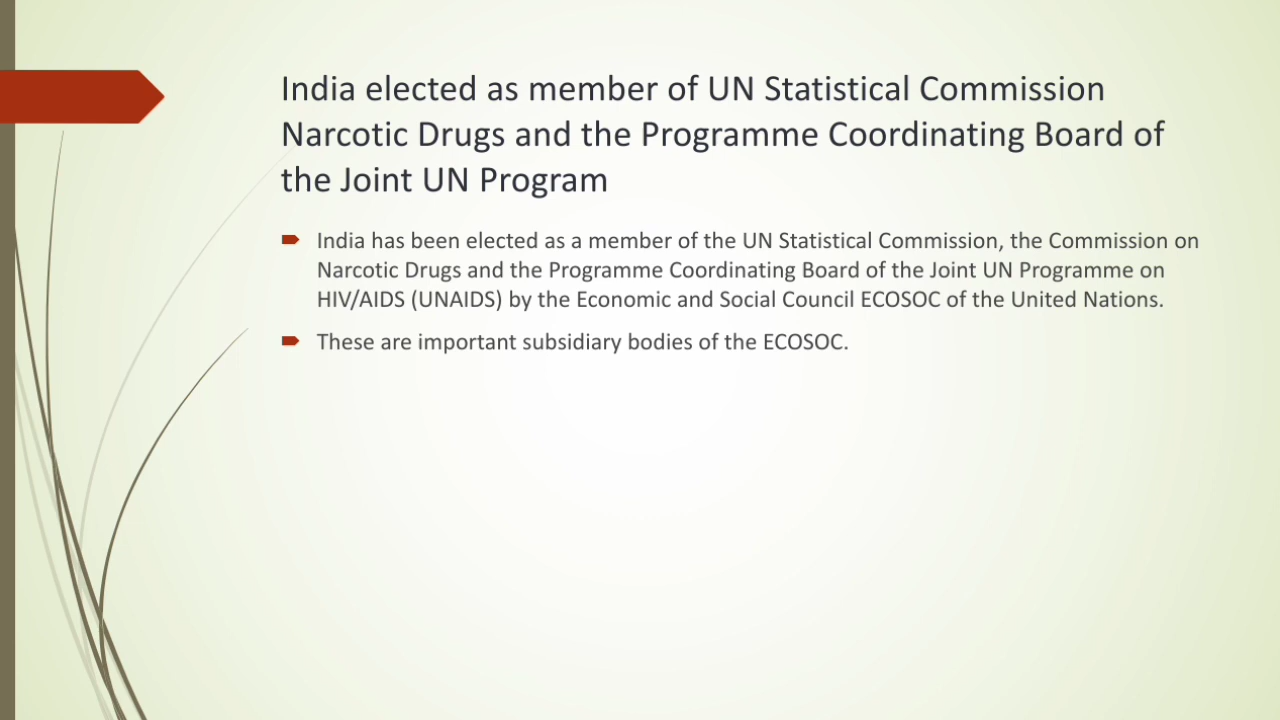 India elected as member of UN Statistical Commission
Narcotic Drugs and the Programme Coordinating Board of
the Joint UN Program
India has been elected as a member of the UN Statistical Commission, the Commission on
Narcotic Drugs and the Programme Coordinating Board of the Joint UN Programme on
HIV/AIDS (UNAIDS) by the Economic and Social Council ECOSOC of the United Nations.
These are important subsidiary bodies of the ECOSOC.